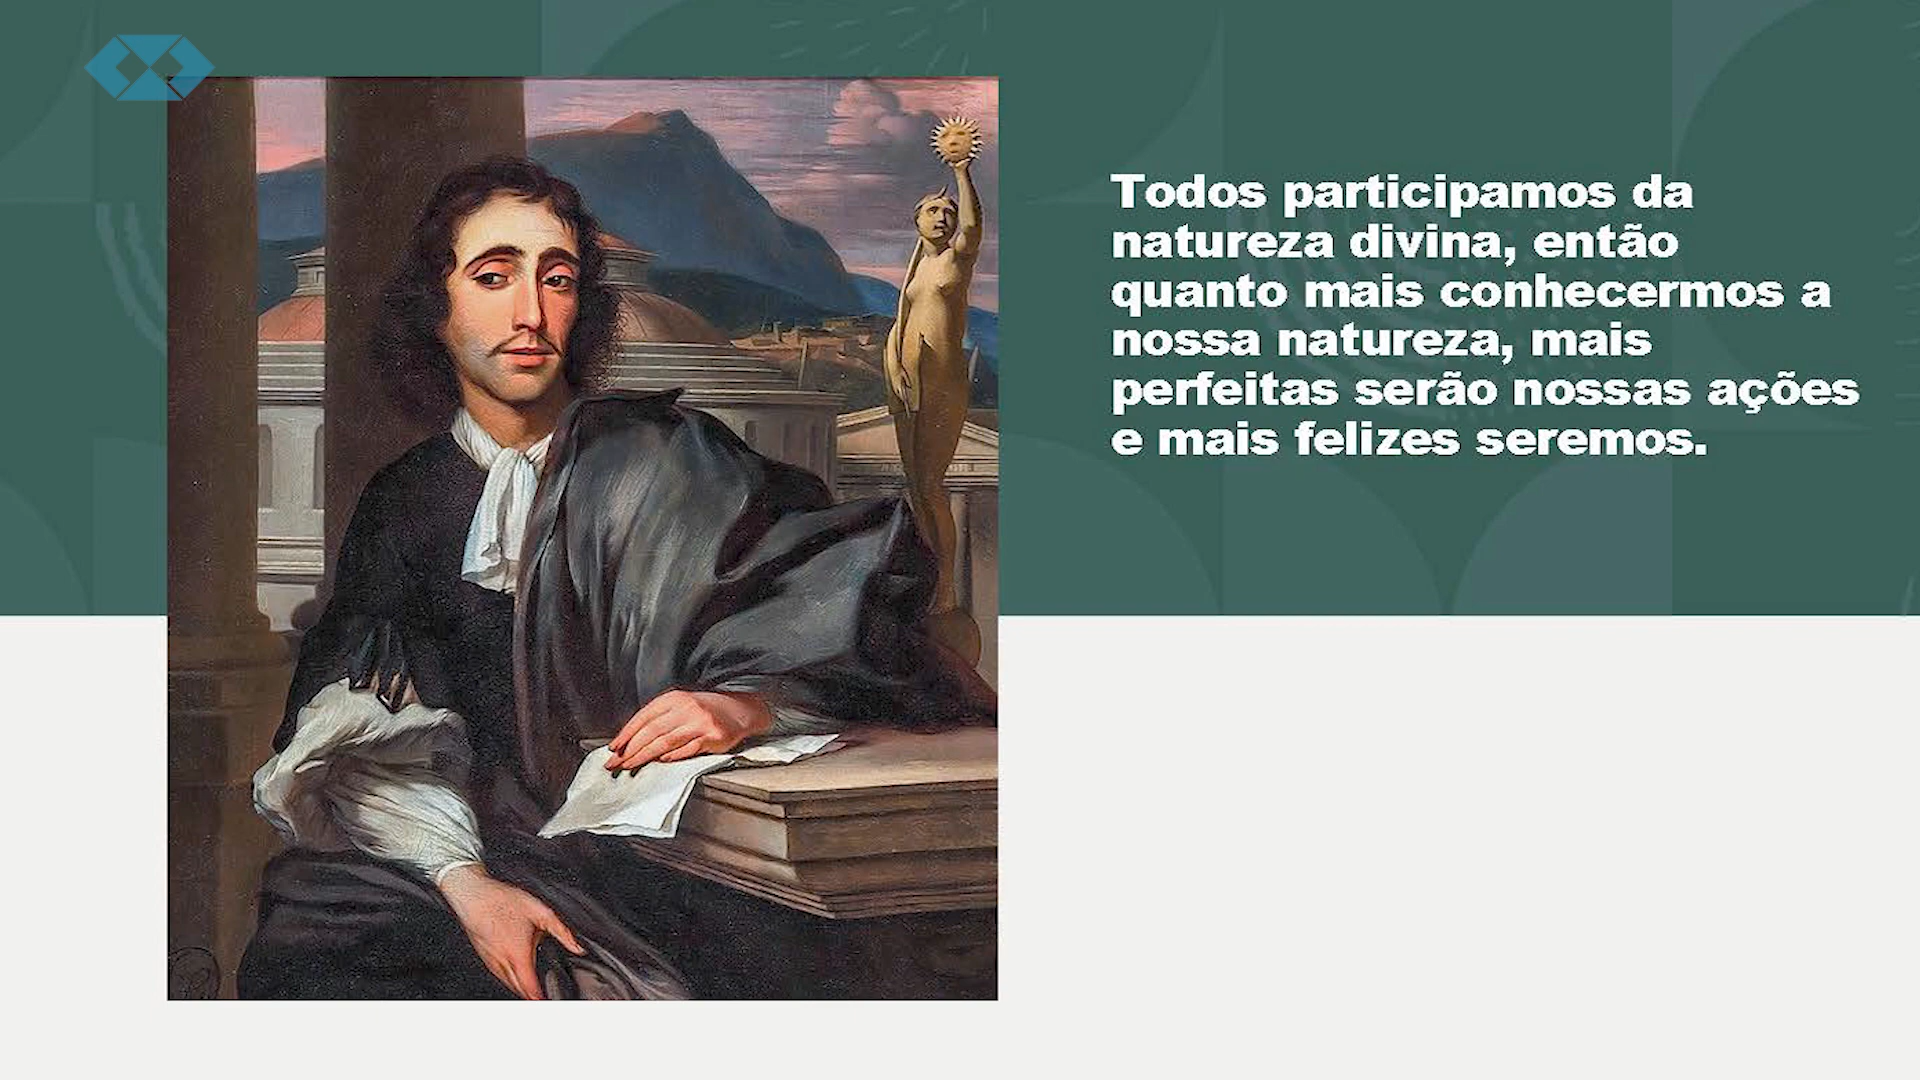 Todos participamos da
natureza divina, então
quanto mais conhecermos a
nossa natureza, mais
perfeitas serão nossas ações
e mais felizes seremos.